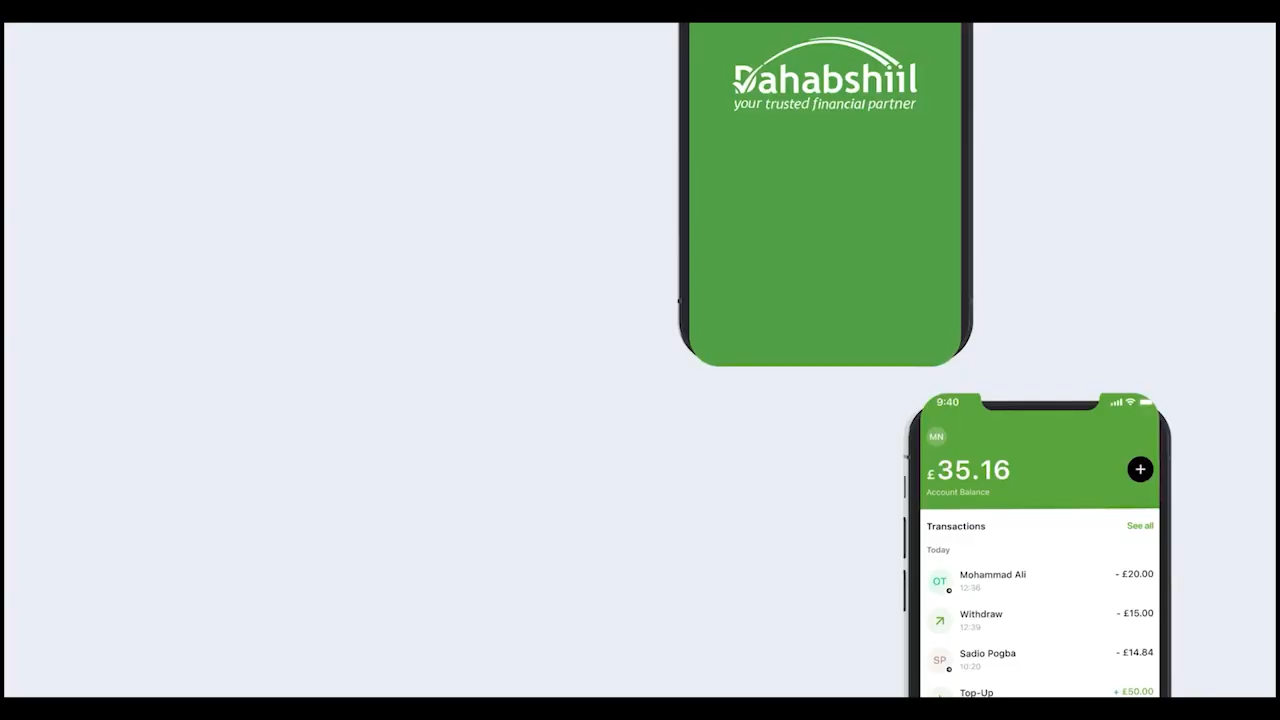 Dahabshiil
your trusted financial partner
9:40
MN
£35.16
Account Balance
Transactions
See all
Today
OT
Mohammad Ali
- £20.00
12:36
Withdraw
- £15.00
12:39
SP
Sadio Pogba
- £14.84
10:20
Top-Up
+ £50.00